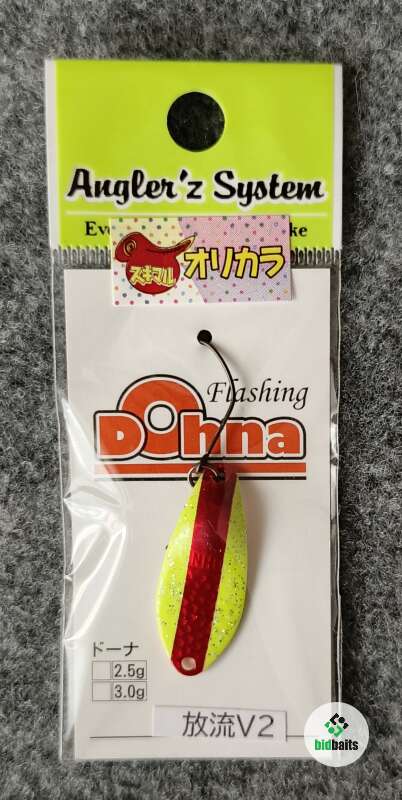 Angler'z System
Eve
ke
スキマル オリカラ
Flashing
Dohna
ドーナ
2.5g
3.0g
放流V2
bidbaits